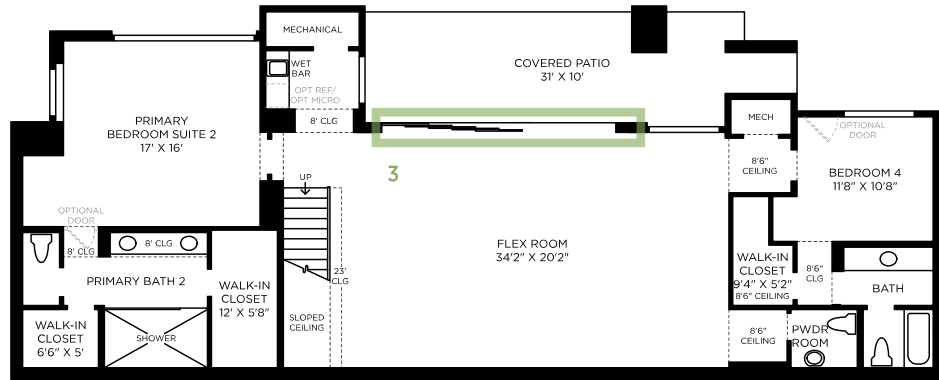 MECHANICAL
WET
BAR
OPT REF/
OPT MICRO
8' CLG
COVERED PATIO
31' X 10'
PRIMARY
BEDROOM SUITE 2
17' X 16'
MECH
OPTIONAL
DOOR
8'6"
CEILING
BEDROOM 4
11'8" X 10'8"
3
UP
OPTIONAL
DOOR
8' CLG
8' CLG
FLEX ROOM
34'2" X 20'2"
23'
CLG
PRIMARY BATH 2
WALK-IN
CLOSET
12' X 5'8"
WALK-IN
CLOSET
9'4" X 5'2"
8'6" CEILING
8'6"
CLG
BATH
SLOPED
CEILING
WALK-IN
CLOSET
6'6" X 5'
SHOWER
8'6"
CEILING
PWDR
ROOM